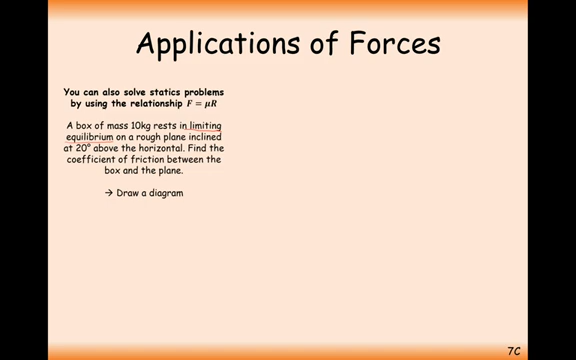 Applications of Forces
You can also solve statics problems
by using the relationship F = μR
A box of mass 10kg rests in limiting
equilibrium on a rough plane inclined
at 20° above the horizontal. Find the
coefficient of friction between the
box and the plane.
→ Draw a diagram
7C